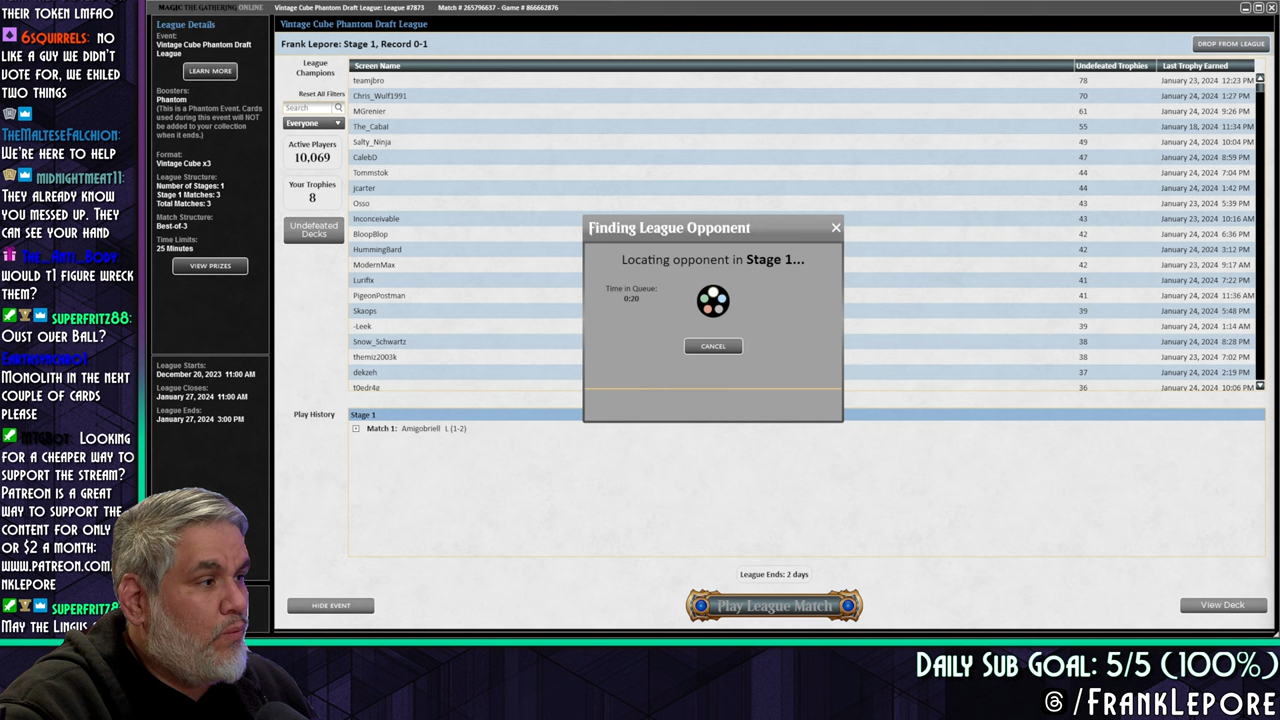 THEIR TOKEN LMFAO
6SQUIRRELS: NO
LIKE A GUY WE DIDN'T
VOTE FOR, WE EXILED
TWO THINGS
THEMALTESEFALCHION:
WE'RE HERE TO HELP
MIDNIGHTMEAT11:
THEY ALREADY KNOW
YOU MESSED UP. THEY
CAN SEE YOUR HAND
THE_ANTI_BODY:
WOULD T1 FIGURE WRECK
THEM?
SUPERFRITZ88:
OUST OVER BALL?
EARTHSYNCHRO1:
MONOLITH IN THE NEXT
COUPLE OF CARDS
PLEASE
MTGBOT: LOOKING
FOR A CHEAPER WAY TO
SUPPORT THE STREAM?
PATREON IS A GREAT
WAY TO SUPPORT THE
CONTENT FOR ONLY
OR $2 A MONTH:
WWW.PATREON.COM
NKLEPORE
SUPERFRITZ8
MAY THE LINGUS
MAGIC THE GATHERING ONLINE
Vintage Cube Phantom Draft League: League #7873
Match # 265796637 - Game # 866662876
League Details
Event:
Vintage Cube Phantom Draft
League
LEARN MORE
Boosters:
Phantom
(This is a Phantom Event. Cards
used during this event will NOT
be added to your collection
when it ends.)
Format:
Vintage Cube x3
League Structure:
Number of Stages: 1
Stage 1 Matches: 3
Total Matches: 3
Match Structure:
Best-of-3
Time Limits:
25 Minutes
VIEW PRIZES
League Starts:
December 20, 2023 11:00 AM
League Closes:
January 27, 2024 11:00 AM
League Ends:
January 27, 2024 3:00 PM
Vintage Cube Phantom Draft League
Frank Lepore: Stage 1, Record 0-1
DROP FROM LEAGUE
League
Champions
Reset All Filters
Search
Everyone
Active Players
10,069
Your Trophies
8
Undefeated
Decks
Screen Name Undefeated Trophies Last Trophy Earned
teamjbro 78 January 23, 2024 12:23 PM
Chris_Wulf1991 70 January 24, 2024 1:27 PM
MGrenier 61 January 24, 2024 9:26 PM
The_Cabal 55 January 18, 2024 11:34 PM
Salty_Ninja 49 January 24, 2024 10:04 PM
CalebD 47 January 24, 2024 8:59 PM
Tommstok 44 January 24, 2024 7:04 PM
jcarter 44 January 24, 2024 1:42 PM
Osso 43 January 24, 2024 5:39 PM
Inconceivable 43 January 23, 2024 10:16 AM
BloopBlop 42 January 24, 2024 6:36 PM
HummingBard 42 January 24, 2024 3:12 PM
ModernMax 42 January 23, 2024 9:17 AM
Lurifix 41 January 24, 2024 7:22 PM
PigeonPostman 41 January 24, 2024 11:36 AM
Skaops 39 January 24, 2024 5:48 PM
-Leek 39 January 24, 2024 1:14 AM
Snow_Schwartz 38 January 24, 2024 8:28 PM
themiz2003k 38 January 23, 2024 7:02 PM
dekzeh 37 January 24, 2024 2:19 PM
t0edr4g 36 January 24, 2024 10:06 PM
Finding League Opponent
Locating opponent in Stage 1...
Time in Queue:
0:20
CANCEL
Play History
Stage 1
Match 1: Amigobriell L (1-2)
League Ends: 2 days
HIDE EVENT
Play League Match
View Deck
DAILY SUB GOAL: 5/5 (100%)
/FRANKLEPORE